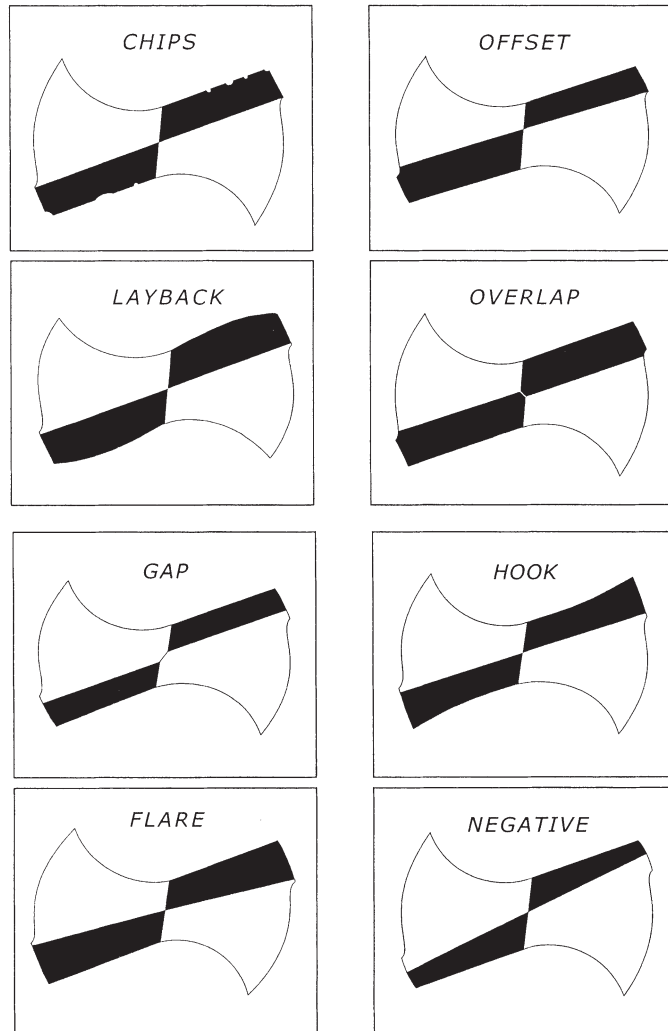 CHIPS
OFFSET
LAYBACK
OVERLAP
GAP
HOOK
FLARE
NEGATIVE